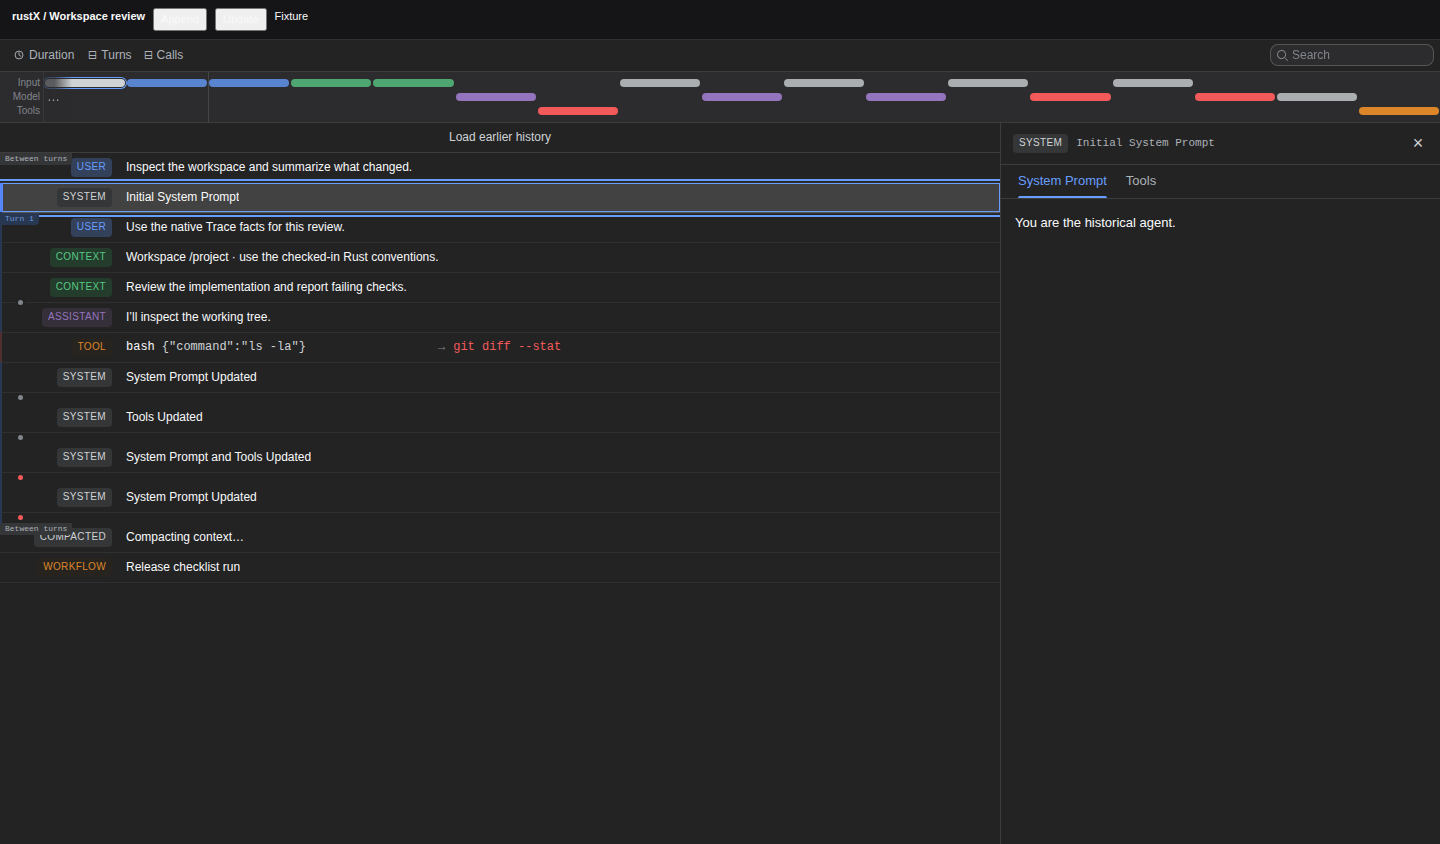 rustX / Workspace review Fixture
Duration Turns Calls Search
Input
Model ...
Tools
Load earlier history
Between turns
USER Inspect the workspace and summarize what changed.
SYSTEM Initial System Prompt
Turn 1
USER Use the native Trace facts for this review.
CONTEXT Workspace /project · use the checked-in Rust conventions.
CONTEXT Review the implementation and report failing checks.
ASSISTANT I'll inspect the working tree.
TOOL bash {"command":"ls -la"} → git diff --stat
SYSTEM System Prompt Updated
SYSTEM Tools Updated
SYSTEM System Prompt and Tools Updated
SYSTEM System Prompt Updated
Between turns
COMPACTED Compacting context…
WORKFLOW Release checklist run
SYSTEM Initial System Prompt ×
System Prompt Tools
You are the historical agent.